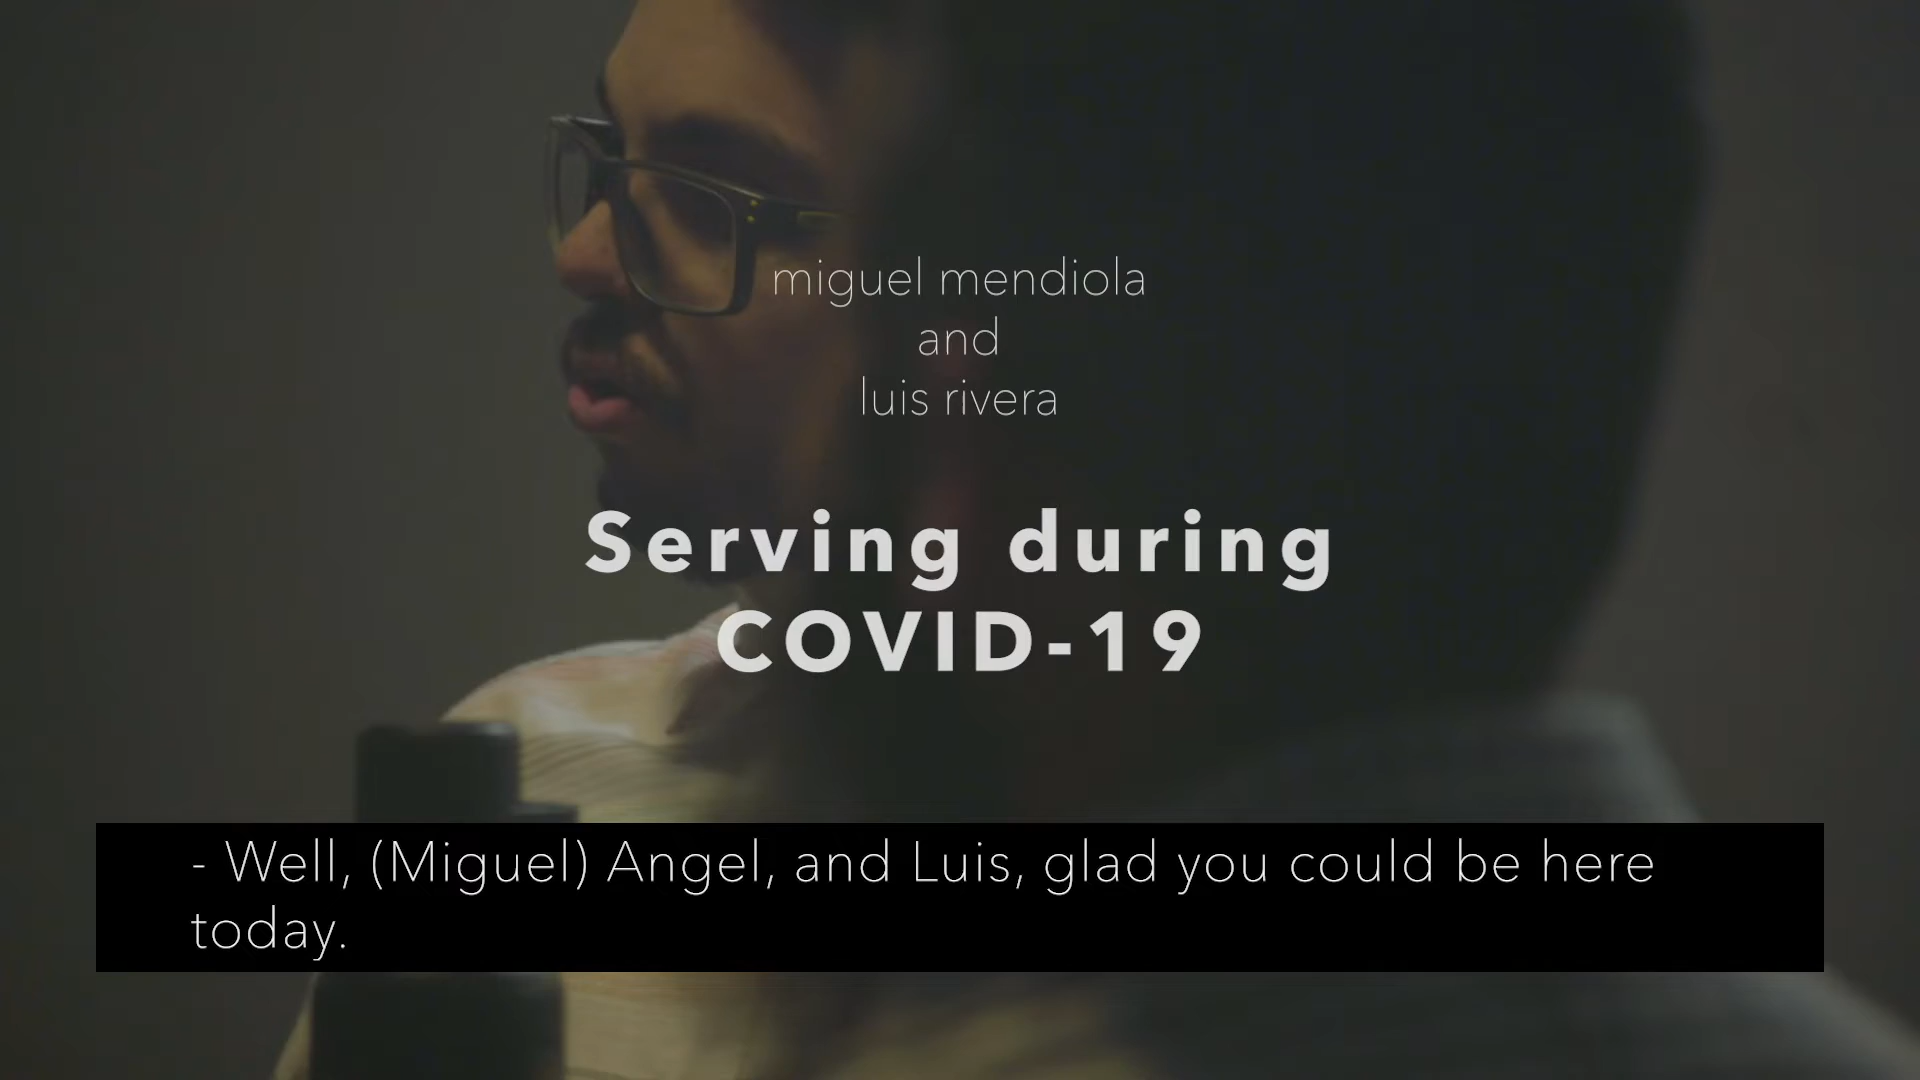 miguel mendiola
and
luis rivera
Serving during
COVID-19
- Well, (Miguel) Angel, and Luis, glad you could be here
today.